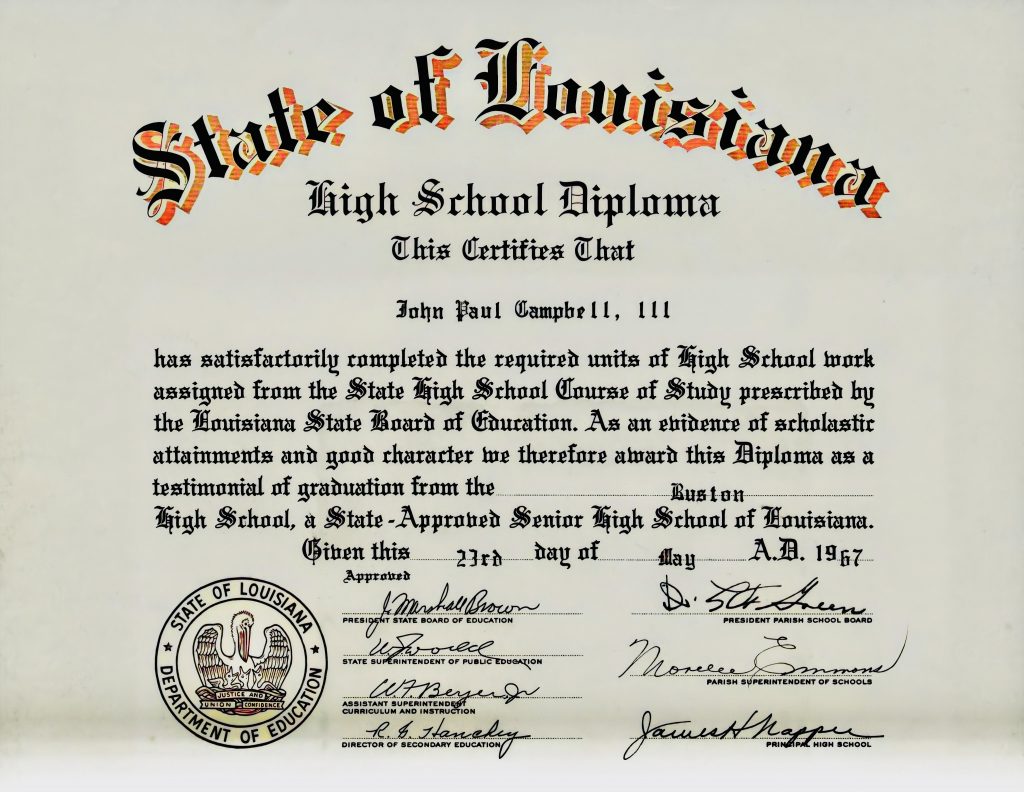 State of Louisiana
High School Diploma
This Certifies That
John Paul Campbell, 111
has satisfactorily completed the required units of High School work
assigned from the State High School Course of Study prescribed by
the Louisiana State Board of Education. As an evidence of scholastic
attainments and good character we therefore award this Diploma as a
testimonial of graduation from the Ruston
High School, a State-Approved Senior High School of Louisiana.
Given this 23rd day of May A.D. 1967
Approved
J. Marshall Brown
PRESIDENT STATE BOARD OF EDUCATION
STATE SUPERINTENDENT OF PUBLIC EDUCATION
ASSISTANT SUPERINTENDENT
CURRICULUM AND INSTRUCTION
DIRECTOR OF SECONDARY EDUCATION
Green
PRESIDENT PARISH SCHOOL BOARD
Emmons
PARISH SUPERINTENDENT OF SCHOOLS
James H Napper
PRINCIPAL HIGH SCHOOL
STATE OF LOUISIANA
JUSTICE AND
UNION CONFIDENCE
DEPARTMENT OF EDUCATION